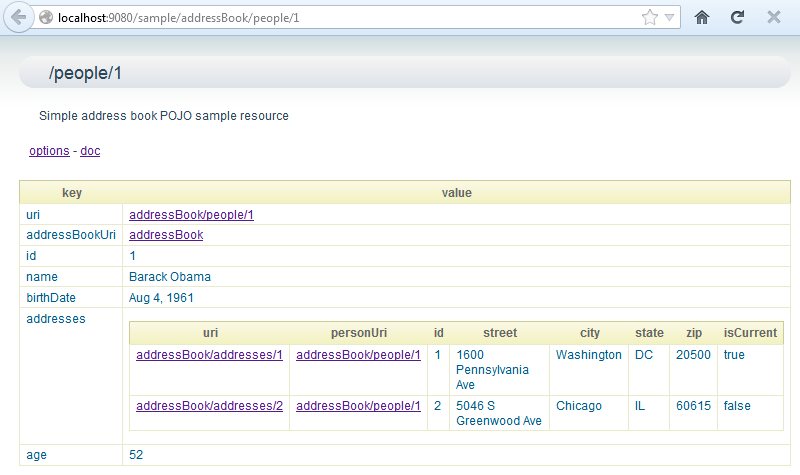 localhost:9080/sample/addressBook/people/1
/people/1
Simple address book POJO sample resource
options - doc
key value
uri addressBook/people/1
addressBookUri addressBook
id 1
name Barack Obama
birthDate Aug 4, 1961
addresses
uri personUri id street city state zip isCurrent
addressBook/addresses/1 addressBook/people/1 1 1600 Washington DC 20500 true
Pennsylvania
Ave
addressBook/addresses/2 addressBook/people/1 2 5046 S Chicago IL 60615 false
Greenwood Ave
age 52